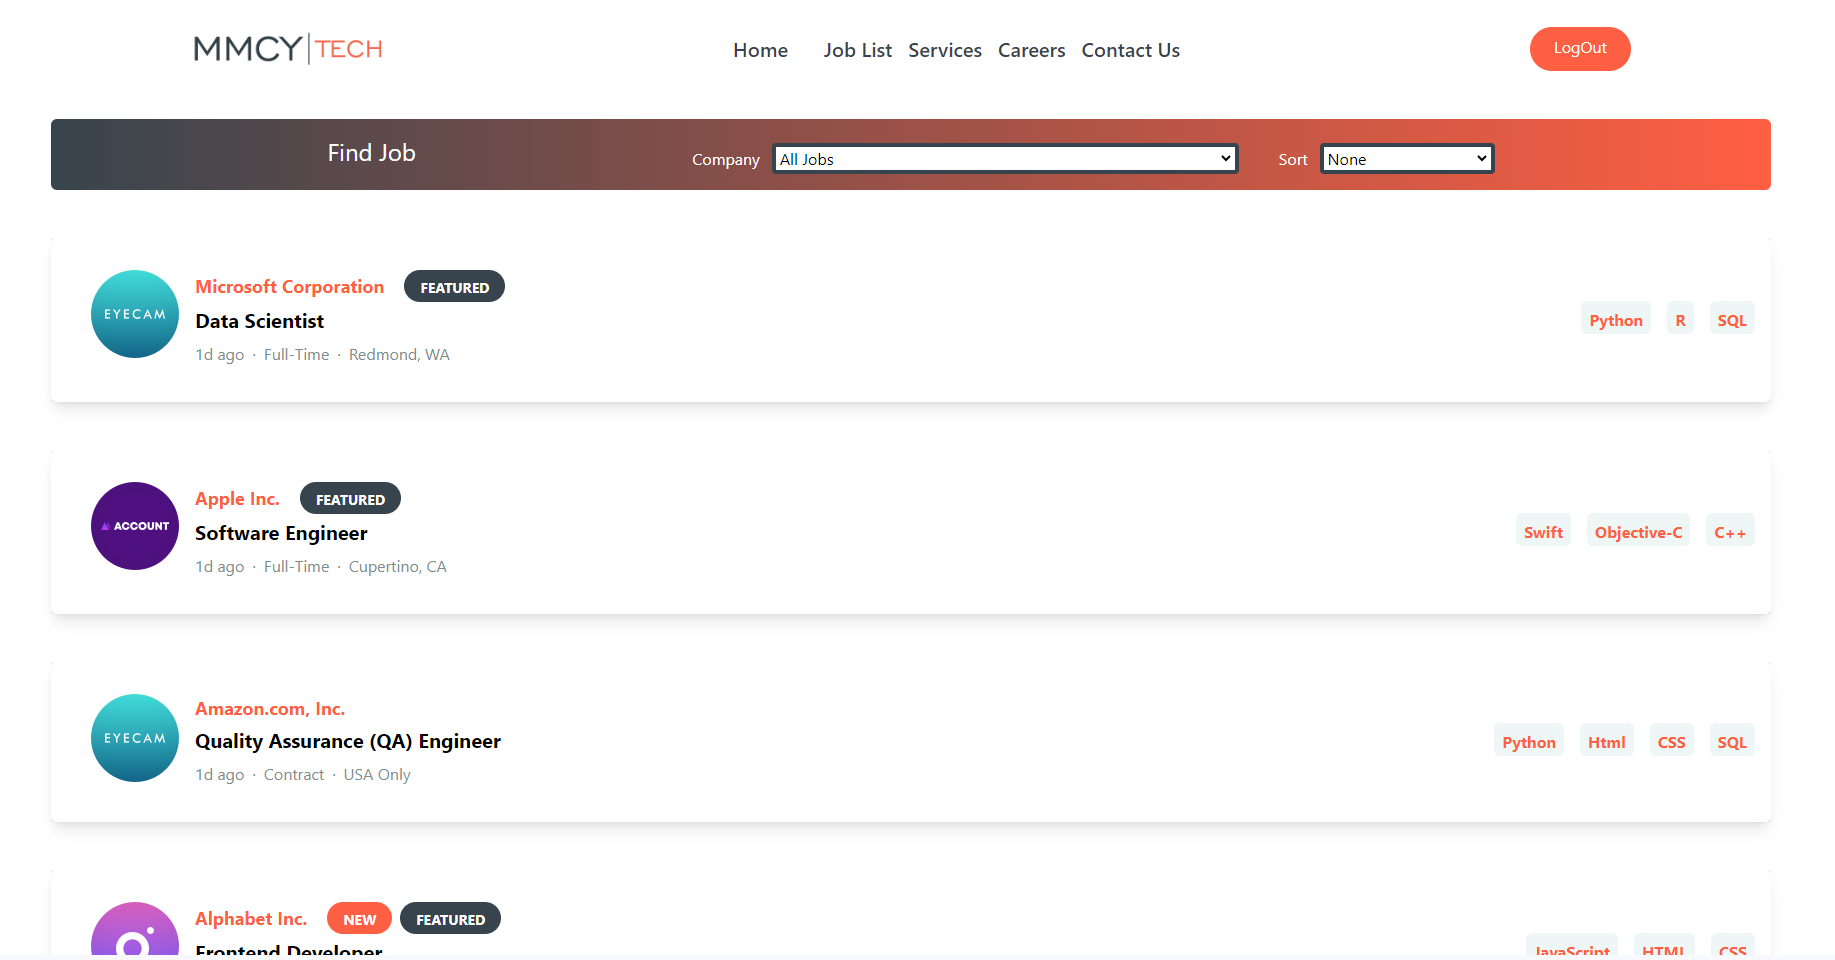 MMCY|TECH
Home Job List Services Careers Contact Us
LogOut
Find Job
Company All Jobs
Sort None
EYECAM
Microsoft Corporation FEATURED
Data Scientist
1d ago · Full-Time · Redmond, WA
Python R SQL
ACCOUNT
Apple Inc. FEATURED
Software Engineer
1d ago · Full-Time · Cupertino, CA
Swift Objective-C C++
EYECAM
Amazon.com, Inc.
Quality Assurance (QA) Engineer
1d ago · Contract · USA Only
Python Html CSS SQL
Alphabet Inc. NEW FEATURED
Frontend Developer
JavaScript HTML CSS